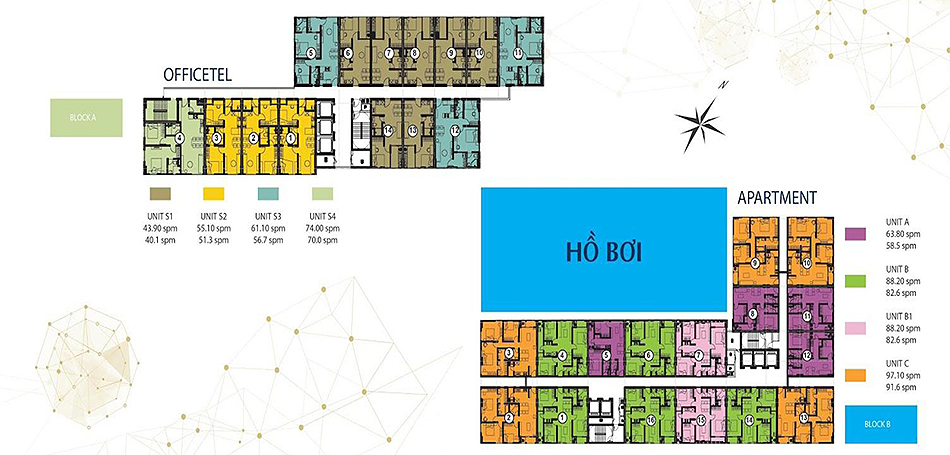 5 6 7 8 9 10 11
OFFICETEL
N
BLOCK A
4 3 2 1 14 13 12
UNIT S1
43.90 spm
40.1 spm
UNIT S2
55.10 spm
51.3 spm
UNIT S3
61.10 spm
56.7 spm
UNIT S4
74.00 spm
70.0 spm
HỒ BƠI
APARTMENT
UNIT A
63.80 spm
58.5 spm
UNIT B
88.20 spm
82.6 spm
UNIT B1
88.20 spm
82.6 spm
UNIT C
97.10 spm
91.6 spm
9 10
8 11
3 4 5 6 7 12
2 1 16 15 14 13
BLOCK B